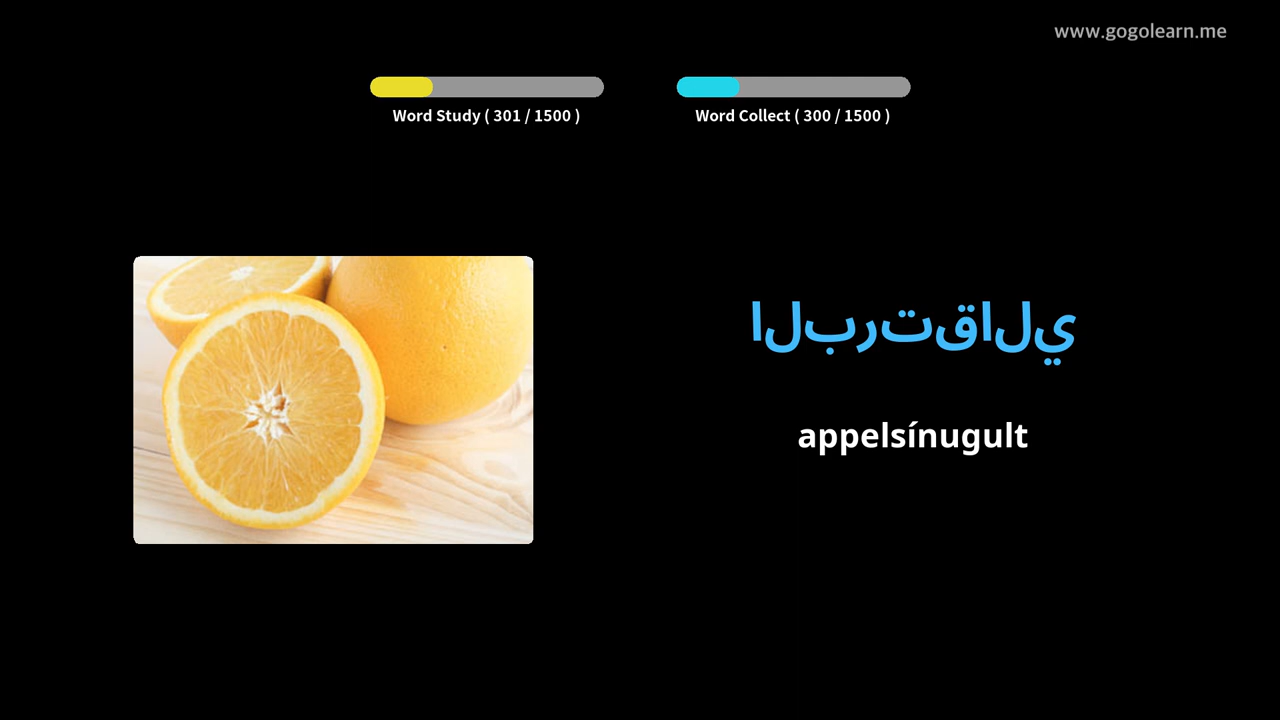 www.gogolearn.me
Word Study ( 301 / 1500 )
Word Collect ( 300 / 1500 )
البرتقالي
appelsínugult